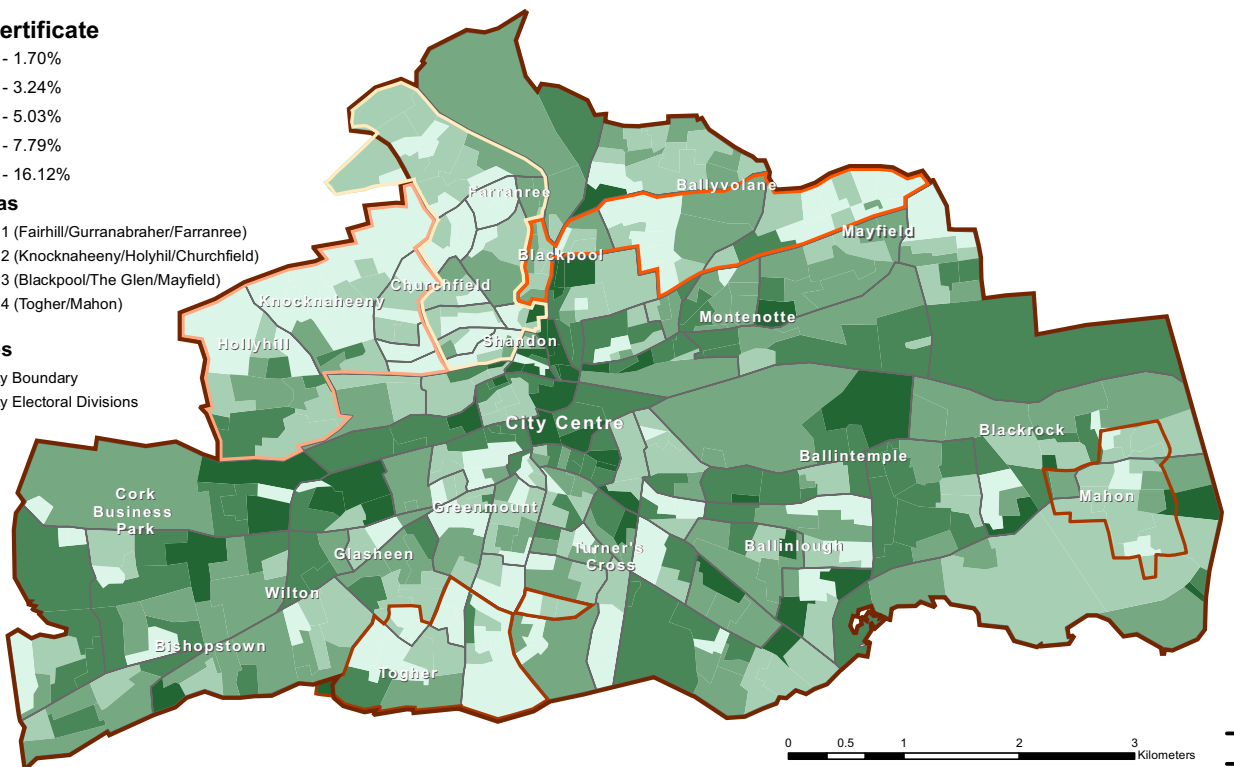 ertificate
- 1.70%
- 3.24%
- 5.03%
- 7.79%
- 16.12%
as
1 (Fairhill/Gurranabraher/Farranree)
2 (Knocknaheeny/Holyhil/Churchfield)
3 (Blackpool/The Glen/Mayfield)
4 (Togher/Mahon)
s
y Boundary
y Electoral Divisions
Farranree
Ballyvolane
Mayfield
Blackpool
Churchfield
Knocknaheeny
Montenotte
Hollyhill
Shandon
City Centre
Blackrock
Ballintemple
Cork
Business
Park
Mahon
Greenmount
Glasheen
Turner's
Cross
Ballinlough
Wilton
Bishopstown
Togher
0 0.5 1 2 3
Kilometers